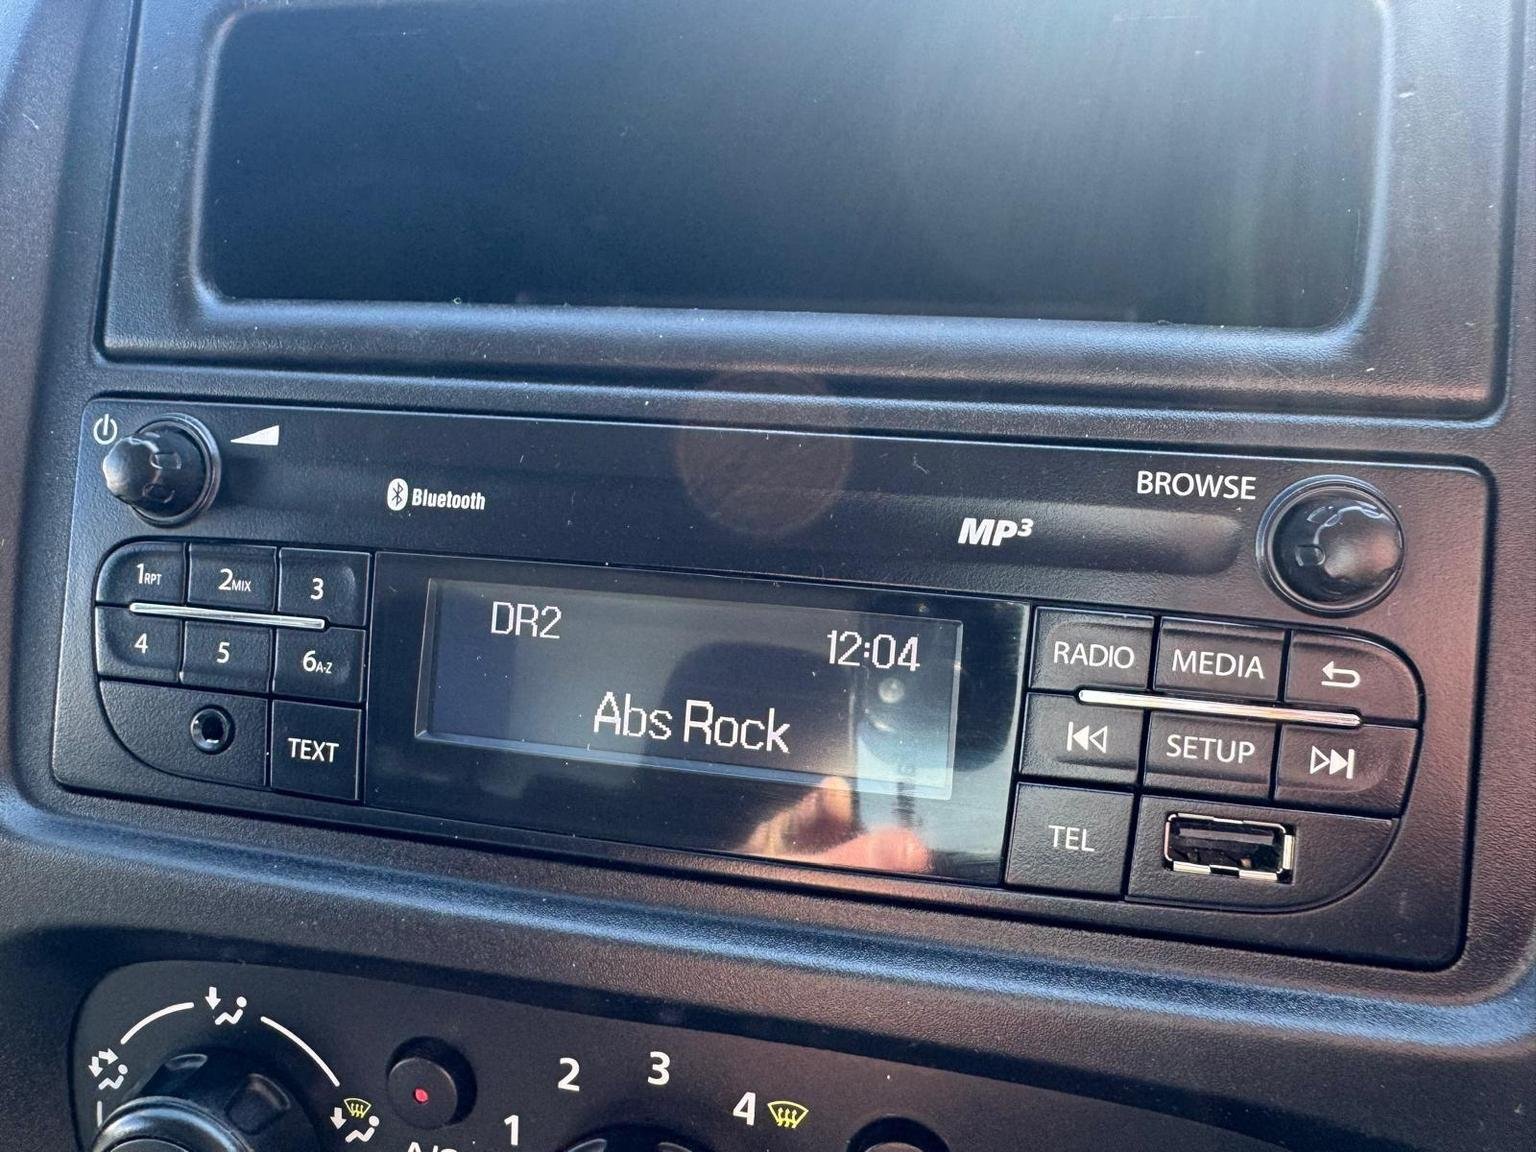 Bluetooth
MP3
BROWSE
1RPT 2MIX 3
4 5 6A-Z
TEXT
DR2
12:04
Abs Rock
RADIO MEDIA
SETUP
TEL
1 2 3 4